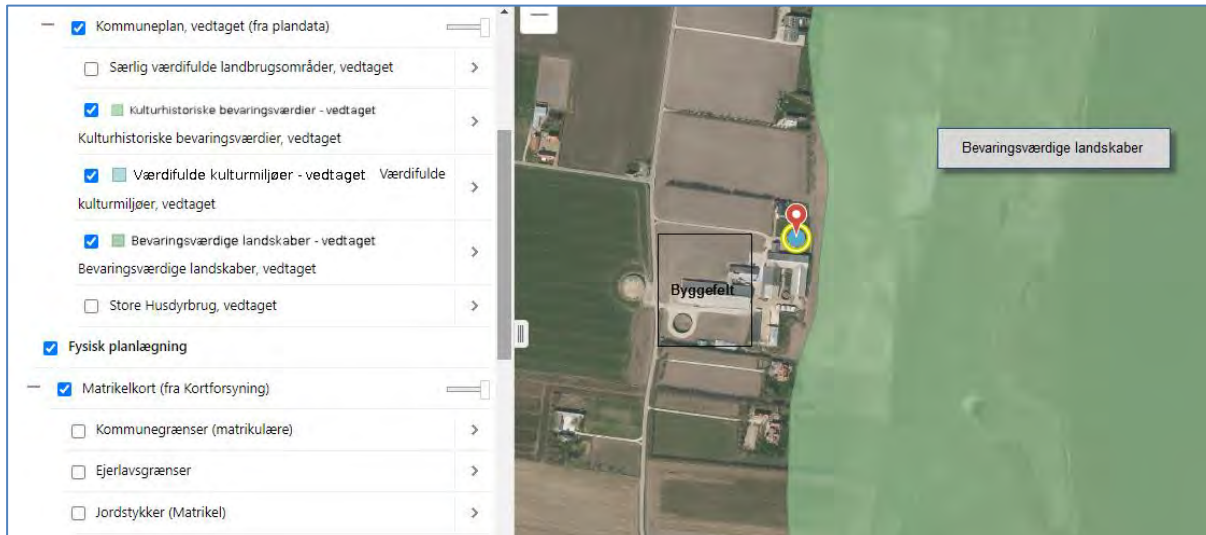 Kommuneplan, vedtaget (fra plandata)
Særlig værdifulde landbrugsområder, vedtaget
Kulturhistoriske bevaringsværdier - vedtaget
Kulturhistoriske bevaringsværdier, vedtaget
Værdifulde kulturmiljøer - vedtaget Værdifulde
kulturmiljøer, vedtaget
Bevaringsværdige landskaber - vedtaget
Bevaringsværdige landskaber, vedtaget
Store Husdyrbrug, vedtaget
Fysisk planlægning
Matrikelkort (fra Kortforsyning)
Kommunegrænser (matrikulære)
Ejerlavsgrænser
Jordstykker (Matrikel)
Bevaringsværdige landskaber
Byggefelt